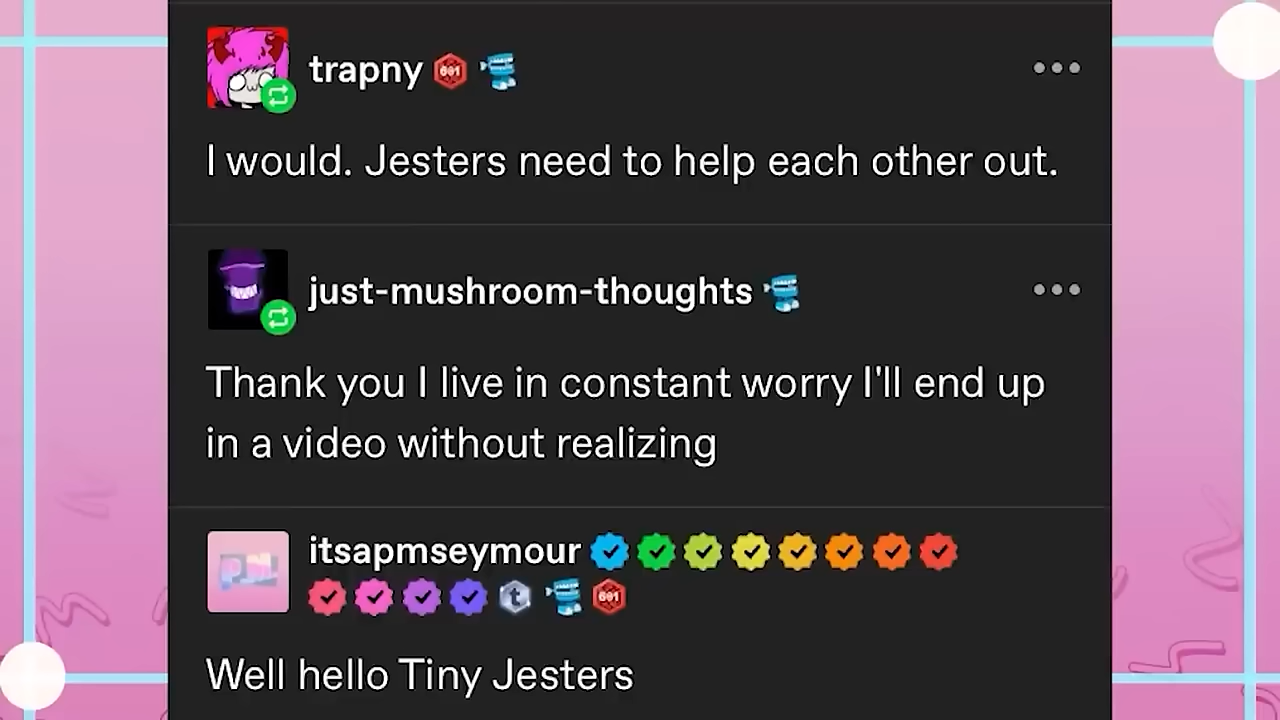 trapny
I would. Jesters need to help each other out.
just-mushroom-thoughts
Thank you I live in constant worry I'll end up
in a video without realizing
itsapmseymour
Well hello Tiny Jesters